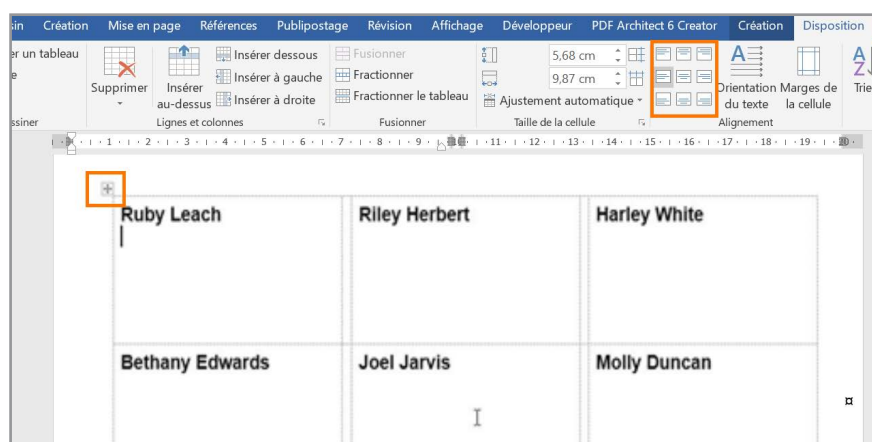 sin Création Mise en page Références Publipostage Révision Affichage Développeur PDF Architect 6 Creator Création Disposition
er un tableau
e
ssiner
Supprimer
Insérer
au-dessus
Insérer dessous
Insérer à gauche
Insérer à droite
Lignes et colonnes
Fusionner
Fractionner
Fractionner le tableau
Fusionner
5,68 cm
9,87 cm
Ajustement automatique
Taille de la cellule
Orientation
du texte
Marges de
la cellule
Alignement
A
Z
Trie
1 2 3 4 5 6 7 8 9 10 11 12 13 14 15 16 17 18 19 20
Ruby Leach Riley Herbert Harley White
Bethany Edwards Joel Jarvis Molly Duncan
¤